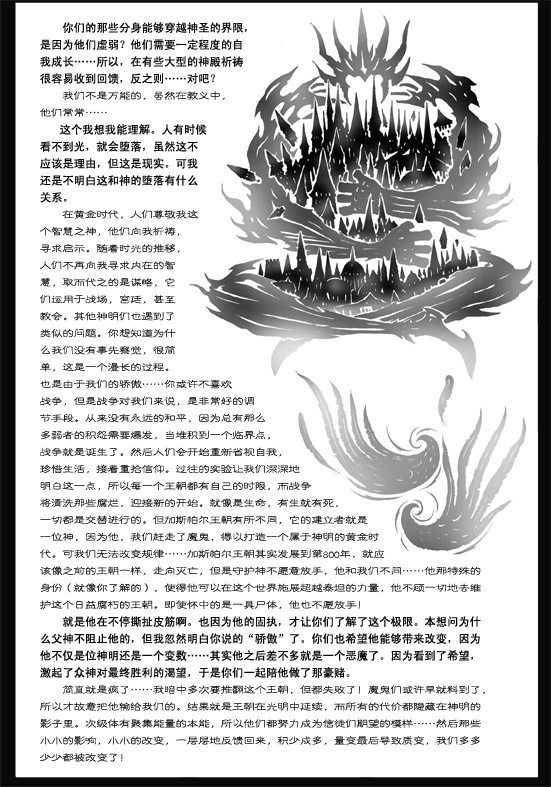 你们的那些分身能够穿越神圣的界限，
是因为他们虚弱？他们需要一定程度的自
我成长……所以，在有些大型的神殿祈祷
很容易收到回馈，反之则……对吧？
我们不是万能的，虽然在教义中，
他们常常……
这个我想我能理解。人有时候
看不到光，就会堕落，虽然这不
应该是理由，但这是现实。可我
还是不明白这和神的堕落有什么
关系。
在黄金时代，人们尊敬我这
个智慧之神，他们向我祈祷，
寻求启示。随着时光的推移，
人们不再向我寻求内在的智
慧，取而代之的是谋略，它
们运用于战场，宫廷，甚至
教会。其他神明们也遇到了
类似的问题。你想知道为什
么我们没有事先察觉，很简
单，这是一个漫长的过程。
也是由于我们的骄傲……你或许不喜欢
战争，但是战争对我们来说，是非常好的调
节手段。从来没有永远的和平，因为总有那么
多弱者的积怨需要爆发，当堆积到一个临界点，
战争就是诞生了。然后人们会开始重新省视自我，
珍惜生活，接着重拾信仰。过往的实验让我们深深地
明白这一点，所以每一个王朝都有自己的时限，而战争
将清洗那些腐烂，迎接新的开始。就像是生命，有生就有死，
一切都是交替进行的。但加斯帕尔王朝有所不同，它的建立者就是
一位神，因为他，我们赶走了魔鬼，得以打造一个属于神明的黄金时
代。可我们无法改变规律……加斯帕尔王朝其实发展到第800年，就应
该像之前的王朝一样，走向灭亡，但是守护神不愿意放手，他和我们不同……他那特殊的
身份（就像你了解的），使得他可以在这个世界施展超越泰坦的力量，他不顾一切地去维
护这个日益腐朽的王朝，即使怀中的是一具尸体，他也不愿放手！
就是他在不停撕扯皮筋啊。也因为他的固执，才让你们了解了这个极限。本想问为什
么父神不阻止他的，但我忽然明白你说的“骄傲”了。你们也希望他能够带来改变，因为
他不仅是位神明还是一个变数……其实他之后差不多就是一个恶魔了。因为看到了希望，
激起了众神对最终胜利的渴望，于是你们一起陪他做了那豪赌。
简直就是疯了……我暗中多次要推翻这个王朝，但都失败了！魔鬼们或许早就料到了，
所以才故意把他输给我们的。结果就是王朝在光明中延续，而所有的代价都隐藏在神明的
影子里。次级体有聚集能量的本能，所以他们都努力成为信徒们期望的模样……然后那些
小小的影响，小小的改变，一层层地反馈回来，积少成多，量变最后导致质变，我们多多
少少都被改变了！